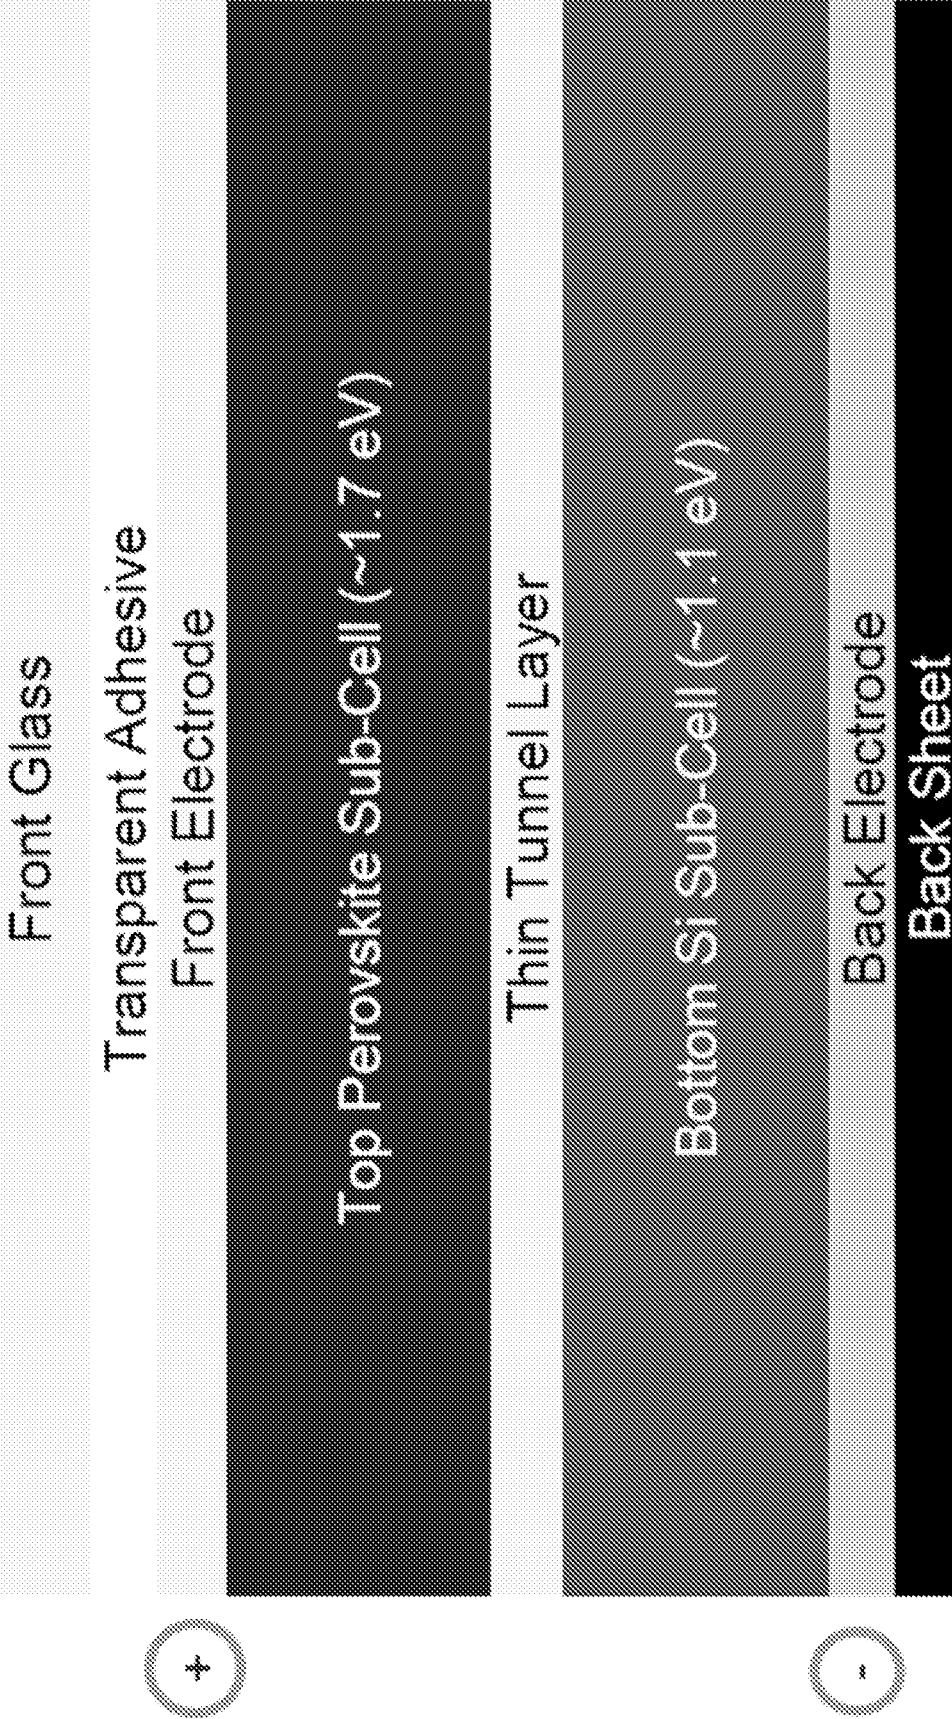 Front Glass
Transparent Adhesive
Front Electrode
Top Perovskite Sub-Cell (~1.7 eV)
Thin Tunnel Layer
Bottom Si Sub-Cell (~1.1 eV)
Back Electrode
Back Sheet
+
-